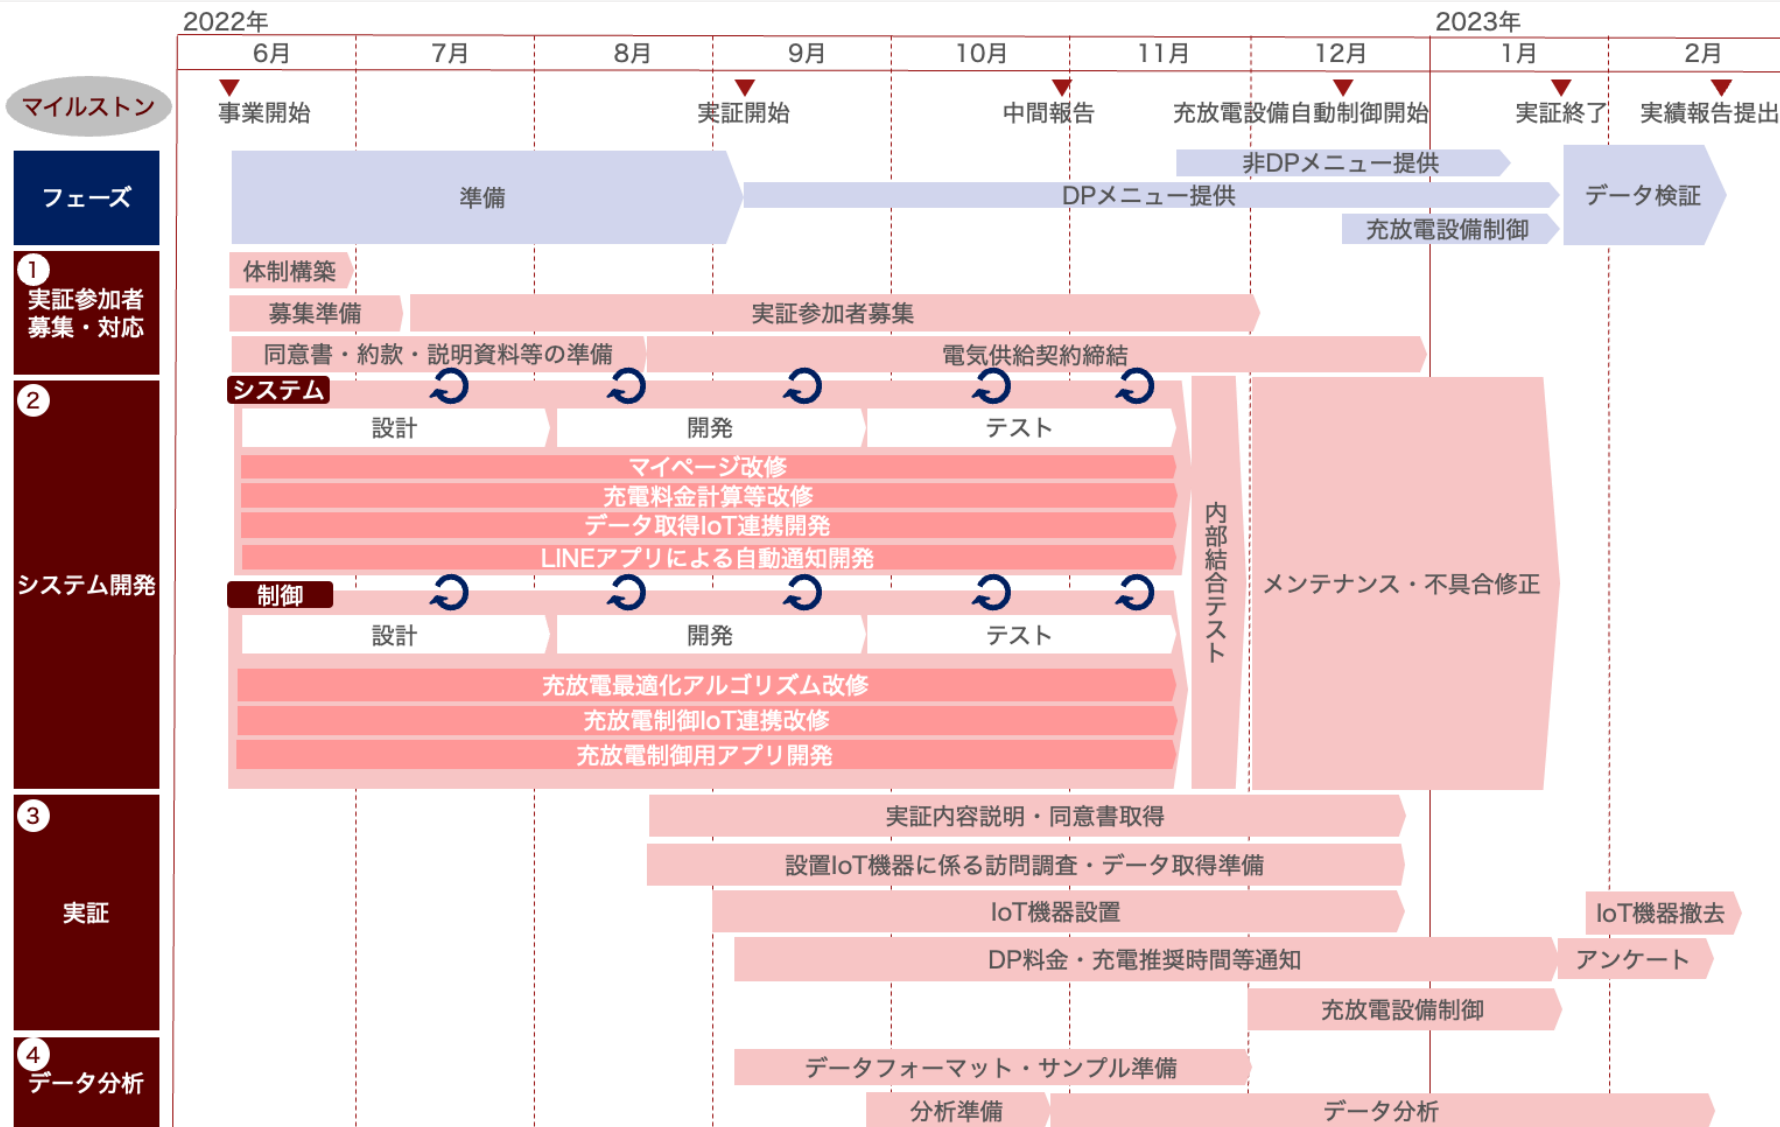 2022年
2023年
6月
7月
8月
9月
10月
11月
12月
1月
2月
マイルストン
事業開始
実証開始
中間報告
充放電設備自動制御開始
実証終了
実績報告提出
フェーズ
準備
非DPメニュー提供
DPメニュー提供
充放電設備制御
データ検証
1
実証参加者
募集・対応
体制構築
募集準備
実証参加者募集
同意書・約款・説明資料等の準備
電気供給契約締結
2
システム開発
システム
設計
開発
テスト
マイページ改修
充電料金計算等改修
データ取得IoT連携開発
LINEアプリによる自動通知開発
制御
設計
開発
テスト
充放電最適化アルゴリズム改修
充放電制御IoT連携改修
充放電制御用アプリ開発
内部結合テスト
メンテナンス・不具合修正
3
実証
実証内容説明・同意書取得
設置IoT機器に係る訪問調査・データ取得準備
IoT機器設置
IoT機器撤去
DP料金・充電推奨時間等通知
アンケート
充放電設備制御
4
データ分析
データフォーマット・サンプル準備
分析準備
データ分析